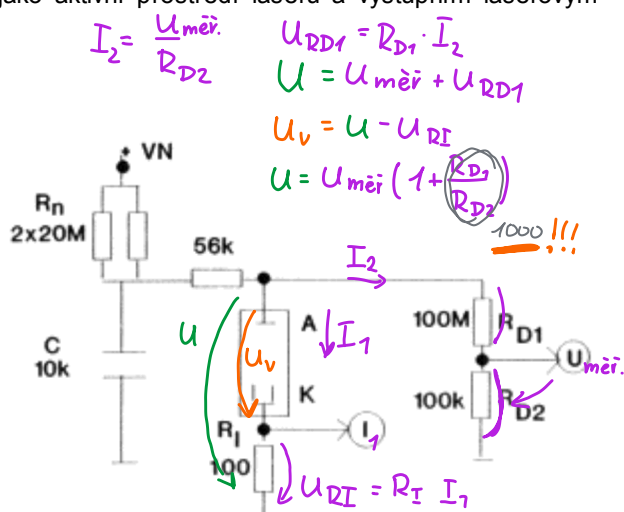 jako aktivní prostředí laseru a výstupním laserovým
I2 = Uměř. / RD2
URD1 = RD1 · I2
U = Uměř + URD1
Uv = U - URI
U = Uměř (1 + RD1 / RD2)
1000 !!!
+ VN
Rn
2x20M
56k
I2
C
10k
U
Uv
A
K
I1
100M
RD1
Uměř.
100k
RD2
RI
100
I1
URI = RI I1